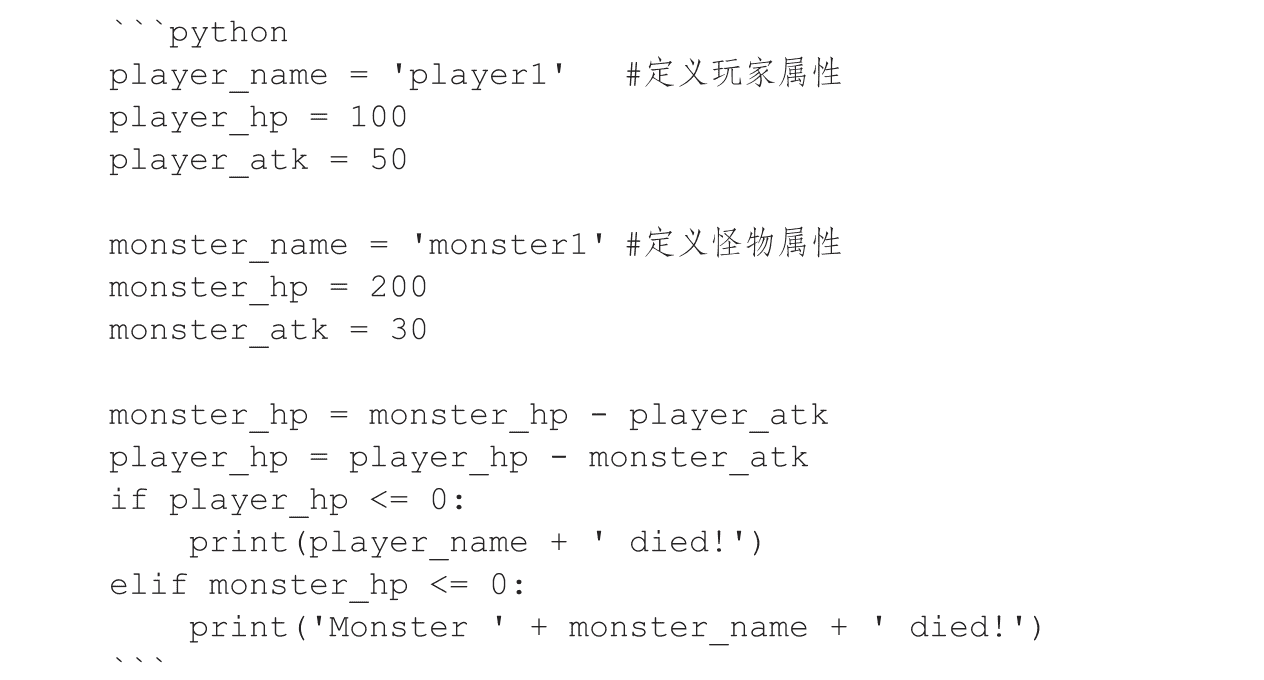 ```python
player_name = 'player1'   #定义玩家属性
player_hp = 100
player_atk = 50

monster_name = 'monster1' #定义怪物属性
monster_hp = 200
monster_atk = 30

monster_hp = monster_hp - player_atk
player_hp = player_hp - monster_atk
if player_hp <= 0:
    print(player_name + ' died!')
elif monster_hp <= 0:
    print('Monster ' + monster_name + ' died!')
```